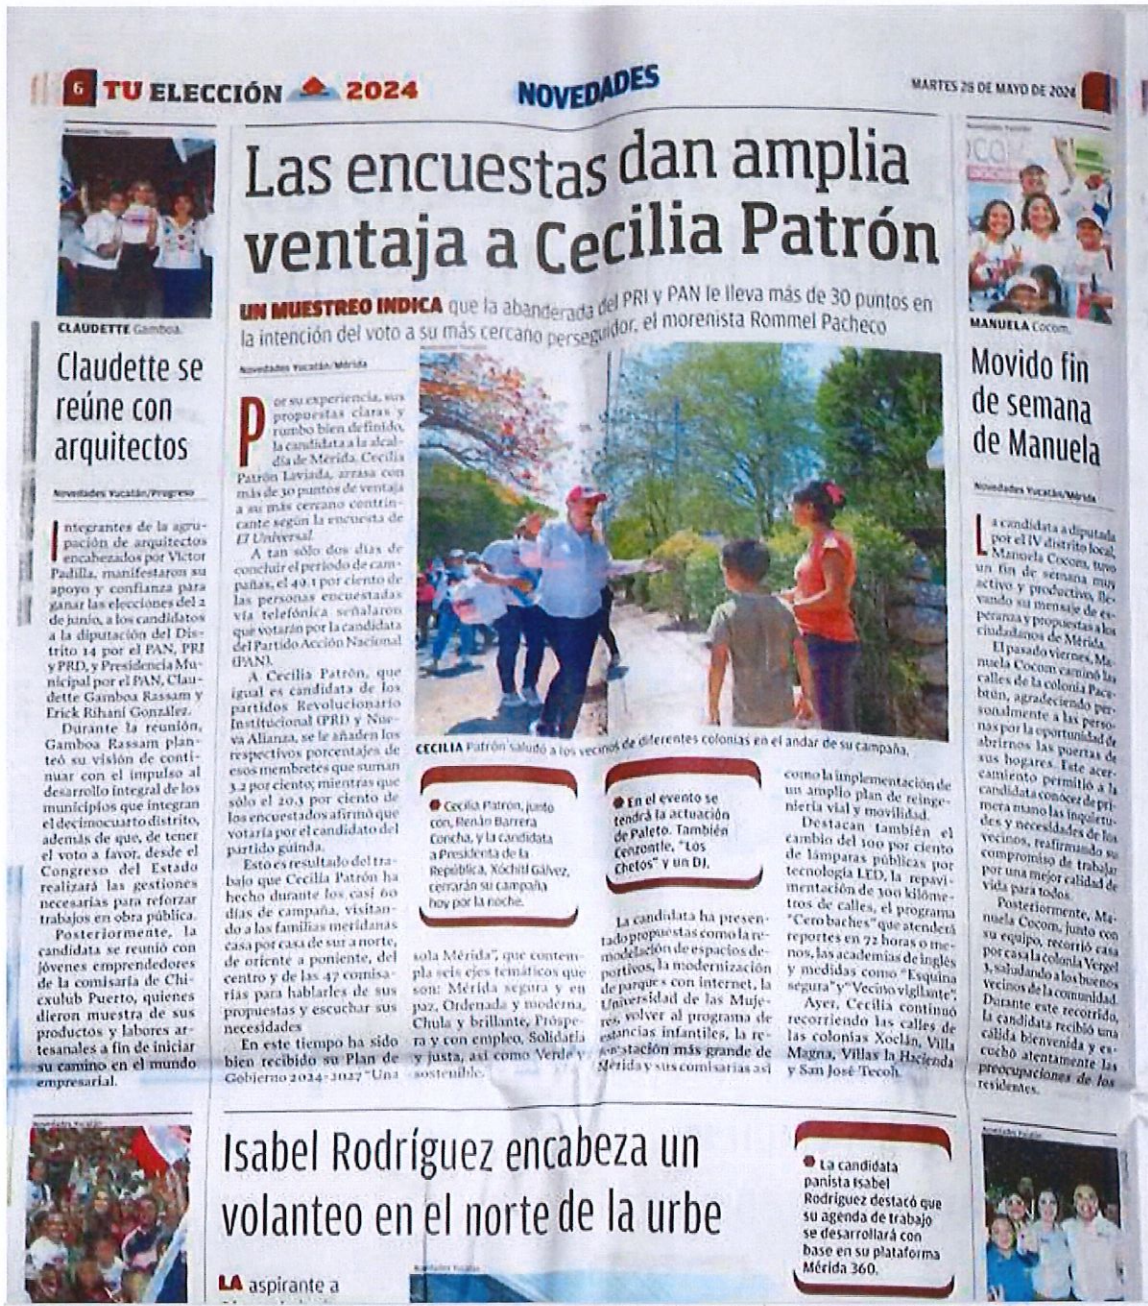 6 TU ELECCIÓN 2024
NOVEDADES
MARTES 28 DE MAYO DE 2024
Novedades Yucatán
CLAUDETTE Gamboa.
Claudette se
reúne con
arquitectos
Novedades Yucatán/Progreso
Integrantes de la agru-
pación de arquitectos
encabezados por Víctor
Padilla, manifestaron su
apoyo y confianza para
ganar las elecciones del 2
de junio, a los candidatos
a la diputación del Dis-
trito 14 por el PAN, PRI
y PRD, y Presidencia Mu-
nicipal por el PAN, Clau-
dette Gamboa Rassam y
Erick Rihani González.
Durante la reunión,
Gamboa Rassam plan-
teó su visión de conti-
nuar con el impulso al
desarrollo integral de los
municipios que integran
el decimocuarto distrito,
además de que, de tener
el voto a favor, desde el
Congreso del Estado
realizará las gestiones
necesarias para reforzar
trabajos en obra pública.
Posteriormente, la
candidata se reunió con
jóvenes emprendedores
de la comisaría de Chi-
cxulub Puerto, quienes
dieron muestra de sus
productos y labores ar-
tesanales a fin de iniciar
su camino en el mundo
empresarial.
Las encuestas dan amplia
ventaja a Cecilia Patrón
UN MUESTREO INDICA que la abanderada del PRI y PAN le lleva más de 30 puntos en
la intención del voto a su más cercano perseguidor, el morenista Rommel Pacheco
Novedades Yucatán/Mérida
Por su experiencia, sus
propuestas claras y
rumbo bien definido,
la candidata a la alcal-
día de Mérida, Cecilia
Patrón Laviada, arrasa con
más de 30 puntos de ventaja
a su más cercano contrin-
cante según la encuesta de
El Universal.
A tan sólo dos días de
concluir el periodo de cam-
pañas, el 49.1 por ciento de
las personas encuestadas
vía telefónica señalaron
que votarán por la candidata
del Partido Acción Nacional
(PAN).
A Cecilia Patrón, que
igual es candidata de los
partidos Revolucionario
Institucional (PRI) y Nue-
va Alianza, se le añaden los
respectivos porcentajes de
esos membretes que suman
3.2 por ciento; mientras que
sólo el 20.3 por ciento de
los encuestados afirmó que
votaría por el candidato del
partido guinda.
Esto es resultado del tra-
bajo que Cecilia Patrón ha
hecho durante los casi 60
días de campaña, visitan-
do a las familias meridanas
casa por casa de sur a norte,
de oriente a poniente, del
centro y de las 47 comisa-
rías para hablarles de sus
propuestas y escuchar sus
necesidades
En este tiempo ha sido
bien recibido su Plan de
Gobierno 2024-2027 "Una
CECILIA Patrón saludó a los vecinos de diferentes colonias en el andar de su campaña.
Cecilia Patrón, junto
con, Renán Barrera
Concha, y la candidata
a Presidenta de la
República, Xóchitl Gálvez,
cerrarán su campaña
hoy por la noche.
sola Mérida", que contem-
pla seis ejes temáticos que
son: Mérida segura y en
paz, Ordenada y moderna,
Chula y brillante, Próspe-
ra y con empleo, Solidaria
y justa, así como Verde y
sostenible.
En el evento se
tendrá la actuación
de Paleto. También
Cenzontle, "Los
Chetos" y un DJ.
La candidata ha presen-
tado propuestas como la re-
modelación de espacios de-
portivos, la modernización
de parques con internet, la
Universidad de las Muje-
res, volver al programa de
estancias infantiles, la re-
forestación más grande de
Mérida y sus comisarías así
como la implementación de
un amplio plan de reinge-
niería vial y movilidad.
Destacan también el
cambio del 100 por ciento
de lámparas públicas por
tecnología LED, la repavi-
mentación de 300 kilóme-
tros de calles, el programa
"Cero baches" que atenderá
reportes en 72 horas o me-
nos, las academias de inglés
y medidas como "Esquina
segura" y "Vecino vigilante".
Ayer, Cecilia continuó
recorriendo las calles de
las colonias Xoclán, Villa
Magna, Villas la Hacienda
y San José Tecoh.
Novedades Yucatán
MANUELA Cocom.
Movido fin
de semana
de Manuela
Novedades Yucatán/Mérida
La candidata a diputada
por el IV distrito local,
Manuela Cocom, tuvo
un fin de semana muy
activo y productivo, lle-
vando su mensaje de es-
peranza y propuestas a los
ciudadanos de Mérida.
El pasado viernes, Ma-
nuela Cocom caminó las
calles de la colonia Paca-
btún, agradeciendo per-
sonalmente a las perso-
nas por la oportunidad de
abrirnos las puertas de
sus hogares. Este acer-
camiento permitió a la
candidata conocer de pri-
mera mano las inquietu-
des y necesidades de los
vecinos, reafirmando su
compromiso de trabajar
por una mejor calidad de
vida para todos.
Posteriormente, Ma-
nuela Cocom, junto con
su equipo, recorrió casa
por casa la colonia Vergel
3, saludando a los buenos
vecinos de la comunidad.
Durante este recorrido,
la candidata recibió una
cálida bienvenida y es-
cuchó atentamente las
preocupaciones de los
residentes.
Novedades Yucatán
Isabel Rodríguez encabeza un
volanteo en el norte de la urbe
LA aspirante a
Novedades Yucatán
La candidata
panista Isabel
Rodríguez destacó que
su agenda de trabajo
se desarrollará con
base en su plataforma
Mérida 360.
Novedades Yucatán